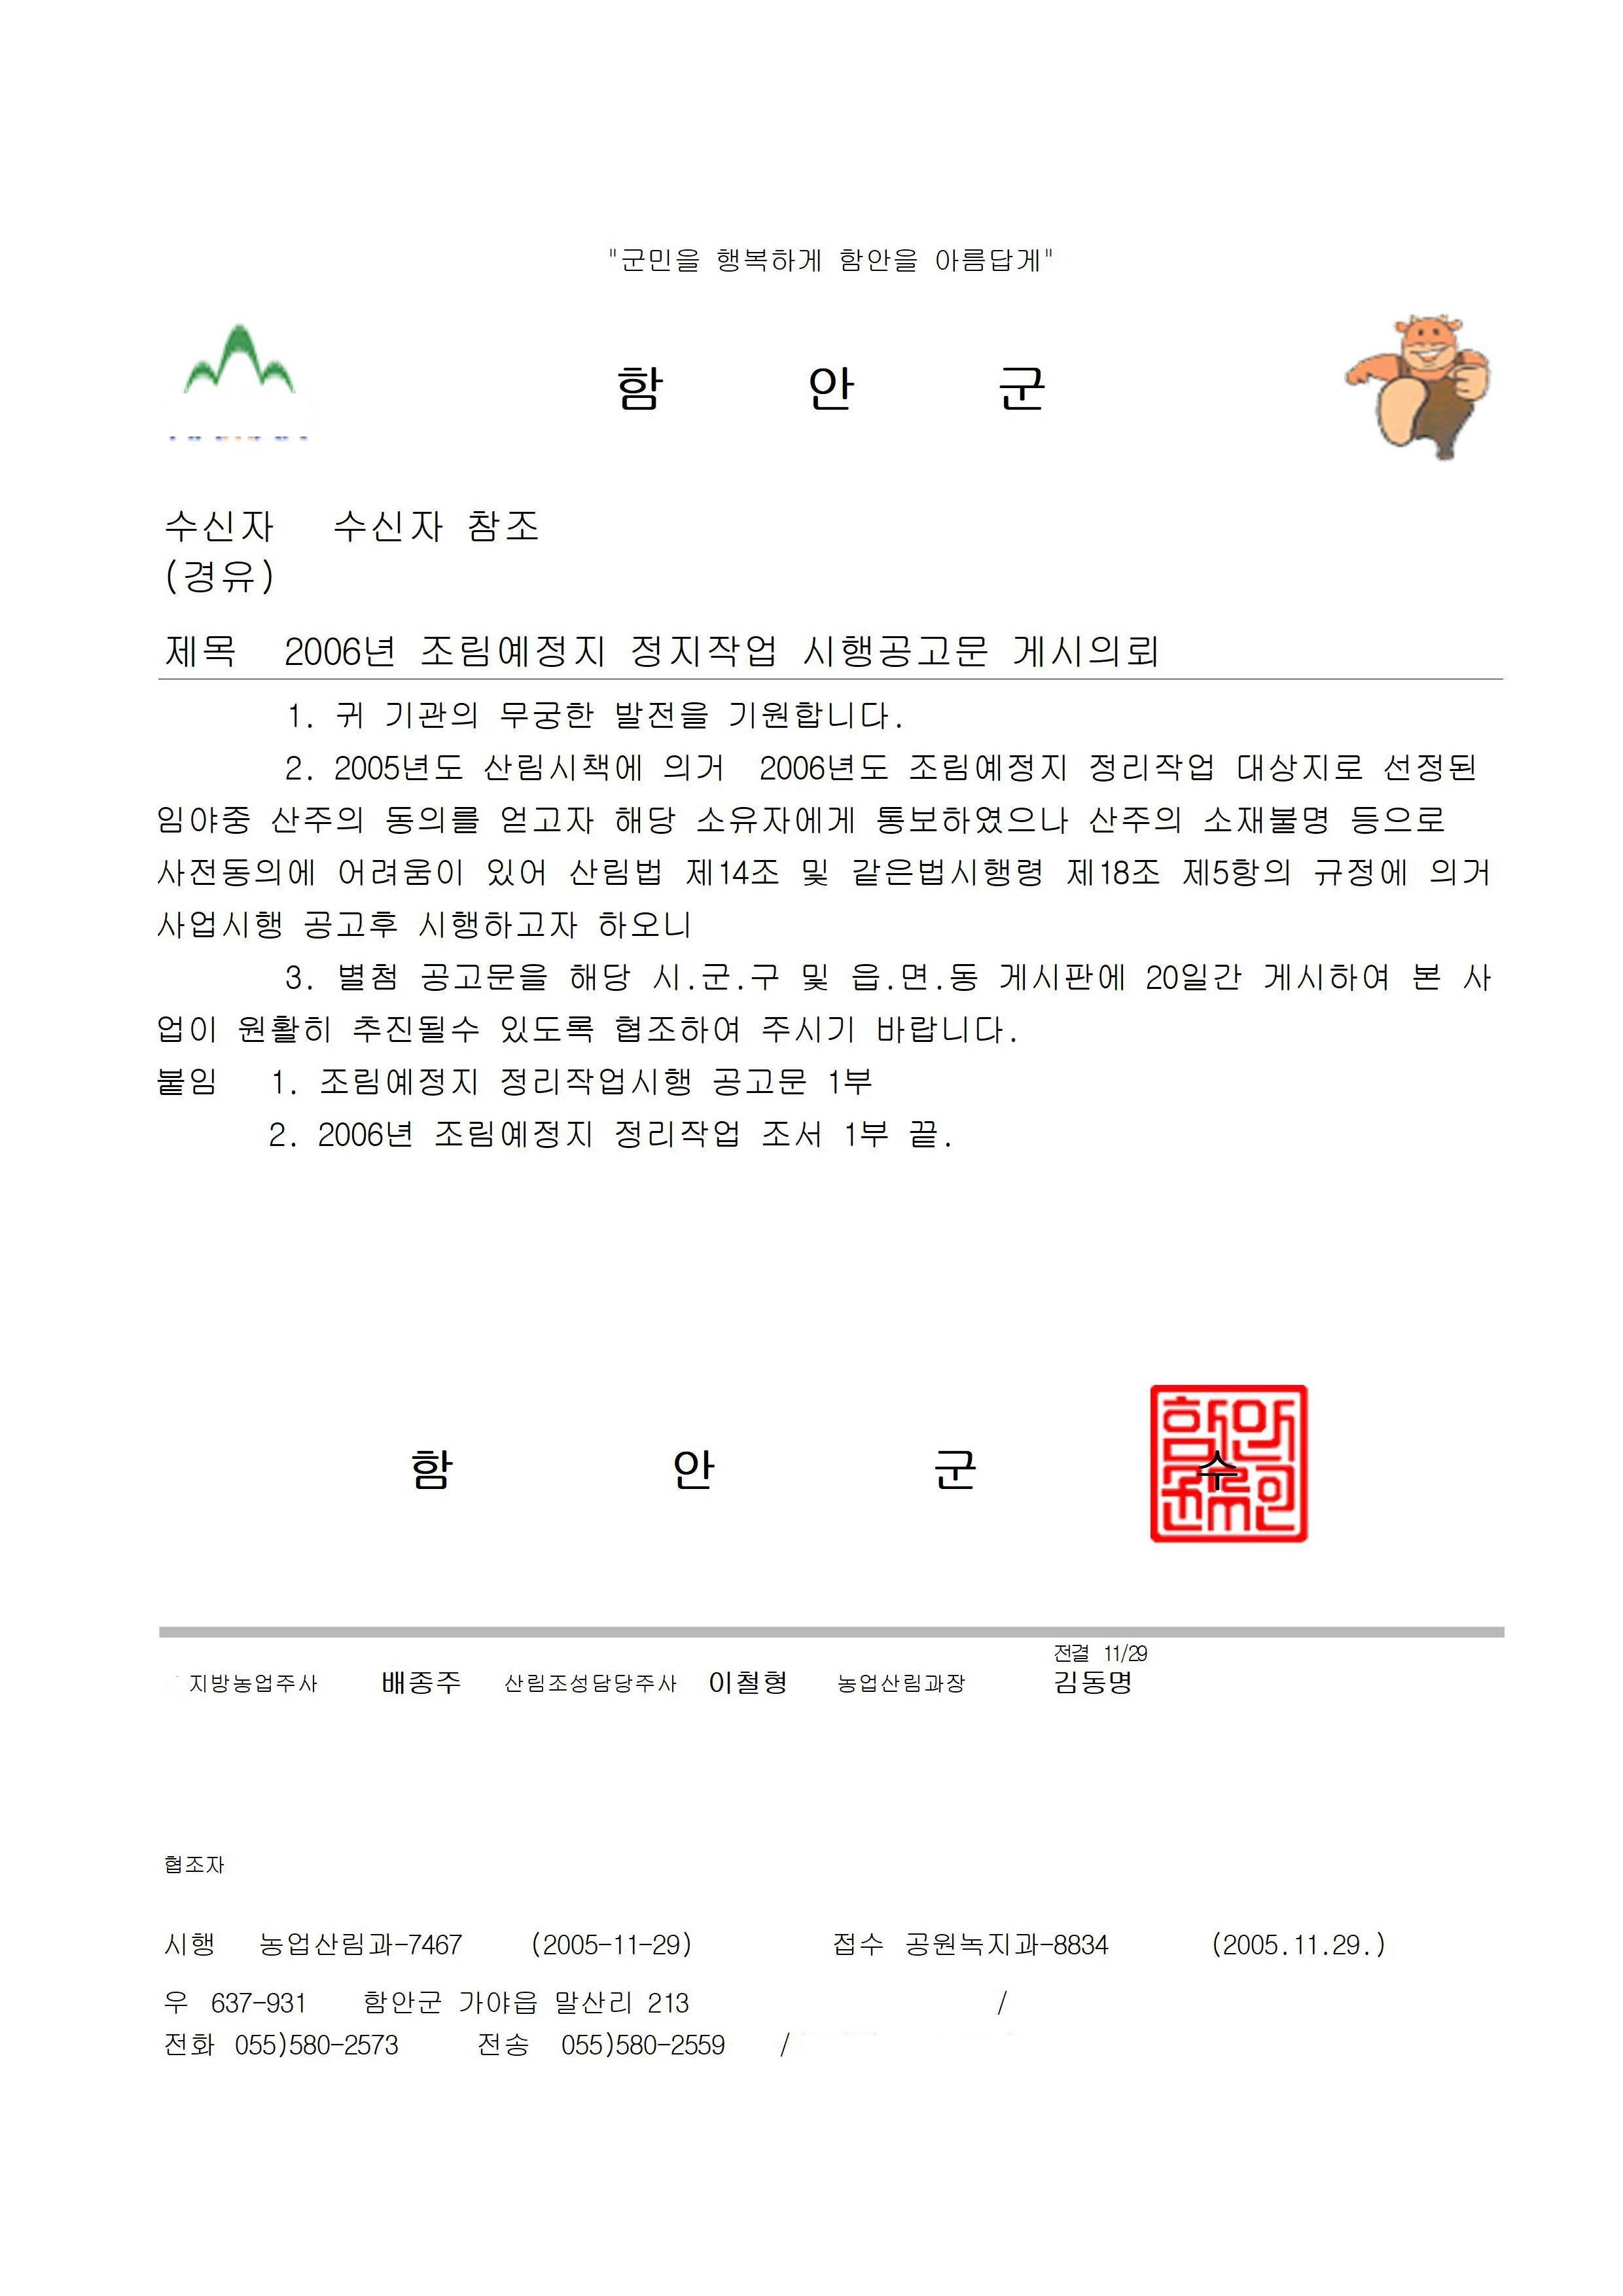 "군민을 행복하게 함안을 아름답게"
함 안 군
수신자 수신자 참조
(경유)
제목 2006년 조림예정지 정지작업 시행공고문 게시의뢰
1. 귀 기관의 무궁한 발전을 기원합니다.
2. 2005년도 산림시책에 의거 2006년도 조림예정지 정리작업 대상지로 선정된
임야중 산주의 동의를 얻고자 해당 소유자에게 통보하였으나 산주의 소재불명 등으로
사전동의에 어려움이 있어 산림법 제14조 및 같은법시행령 제18조 제5항의 규정에 의거
사업시행 공고후 시행하고자 하오니
3. 별첨 공고문을 해당 시.군.구 및 읍.면.동 게시판에 20일간 게시하여 본 사
업이 원활히 추진될수 있도록 협조하여 주시기 바랍니다.
붙임 1. 조림예정지 정리작업시행 공고문 1부
2. 2006년 조림예정지 정리작업 조서 1부 끝.
함 안 군 수
전결 11/29
지방농업주사 배종주 산림조성담당주사 이철형 농업산림과장 김동명
협조자
시행 농업산림과-7467 (2005-11-29) 접수 공원녹지과-8834 (2005.11.29.)
우 637-931 함안군 가야읍 말산리 213 /
전화 055)580-2573 전송 055)580-2559 /